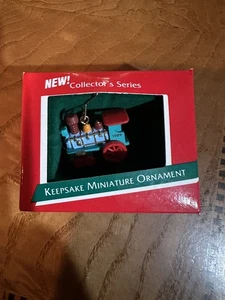 NEW! Collector's Series
KEEPSAKE MINIATURE ORNAMENT